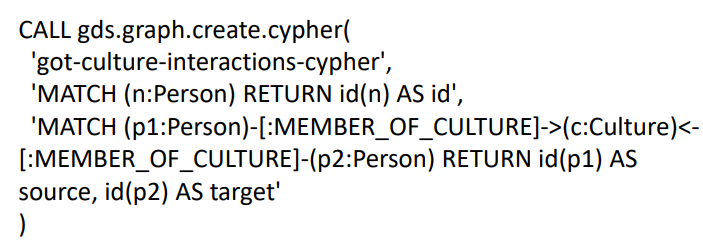 CALL gds.graph.create.cypher(
'got-culture-interactions-cypher',
'MATCH (n:Person) RETURN id(n) AS id',
'MATCH (p1:Person)-[:MEMBER_OF_CULTURE]->(c:Culture)<-
[:MEMBER_OF_CULTURE]-(p2:Person) RETURN id(p1) AS
source, id(p2) AS target'
)